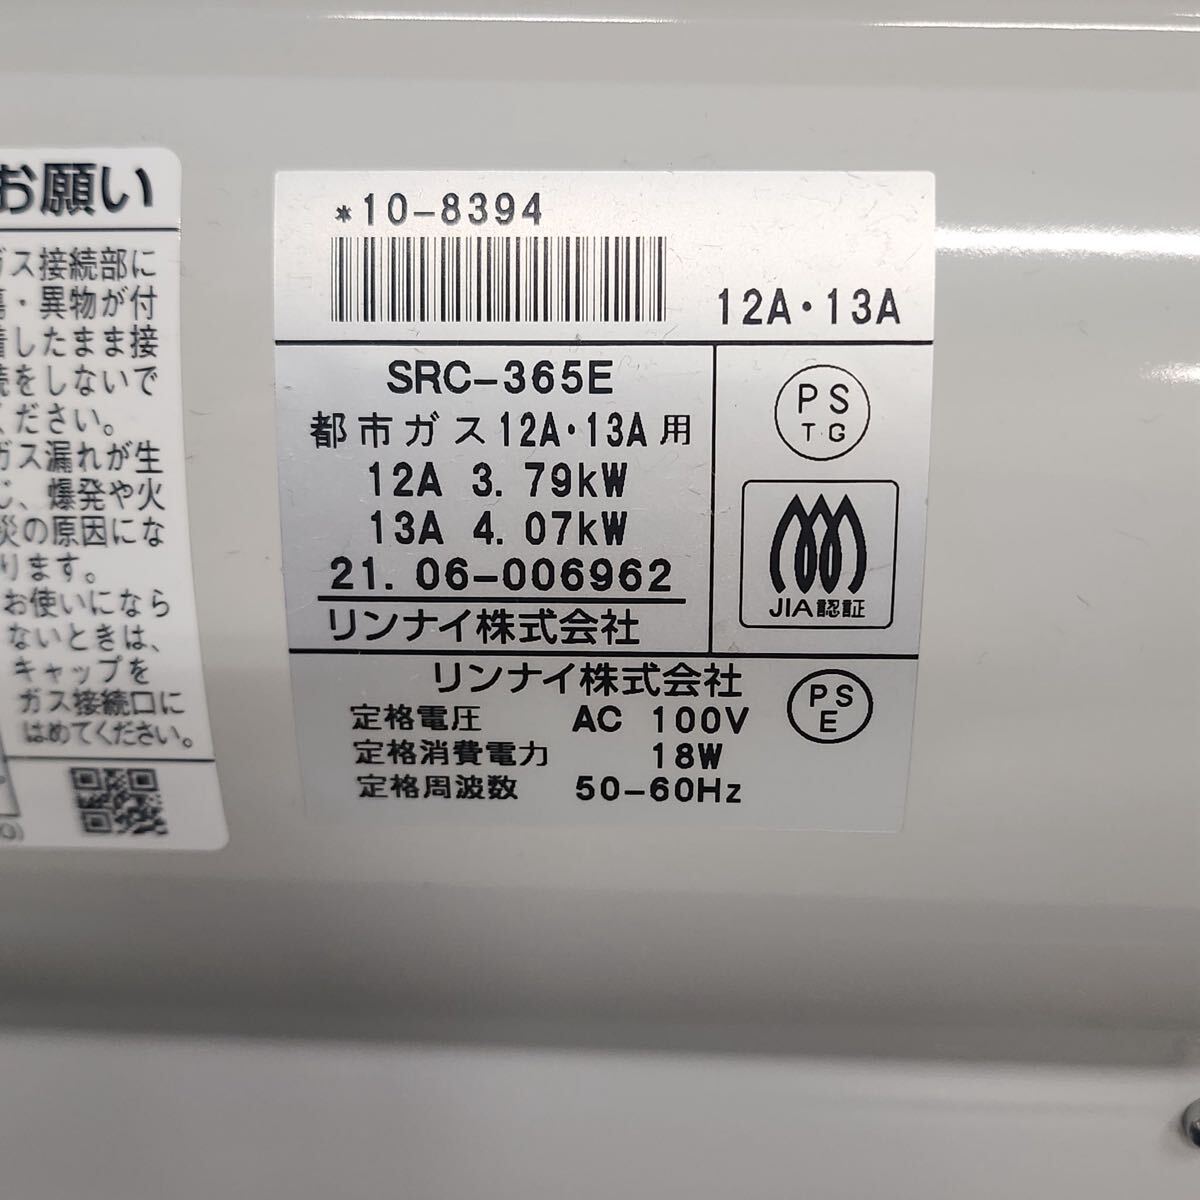 お願い
ガス接続部に
傷・異物が付
着したまま接
続をしないで
ください。
ガス漏れが生
じ、爆発や火
災の原因にな
ります。
お使いになら
ないときは、
キャップを
ガス接続口に
はめてください。
*10-8394
12A・13A
SRC-365E
都市ガス12A・13A用
12A 3.79kW
13A 4.07kW
21.06-006962
リンナイ株式会社
PS
TG
JIA認証
リンナイ株式会社
定格電圧 AC 100V
定格消費電力 18W
定格周波数 50-60Hz
PS
E